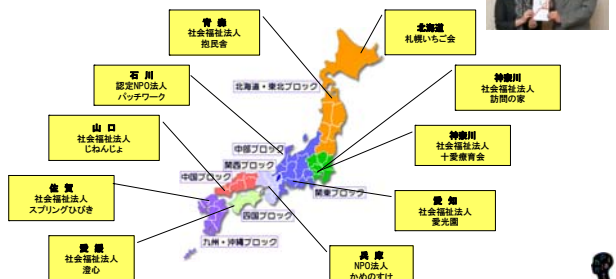 青 森
社会福祉法人
抱民舎
北海道
札幌いちご会
石 川
認定NPO法人
パッチワーク
神奈川
社会福祉法人
訪問の家
山 口
社会福祉法人
じねんじょ
神奈川
社会福祉法人
十愛療育会
佐 賀
社会福祉法人
スプリングひびき
愛 知
社会福祉法人
愛光園
愛 媛
社会福祉法人
澄心
兵 庫
NPO法人
かめのすけ
北海道・東北ブロック
中部ブロック
関西ブロック
中国ブロック
関東ブロック
四国ブロック
九州・沖縄ブロック